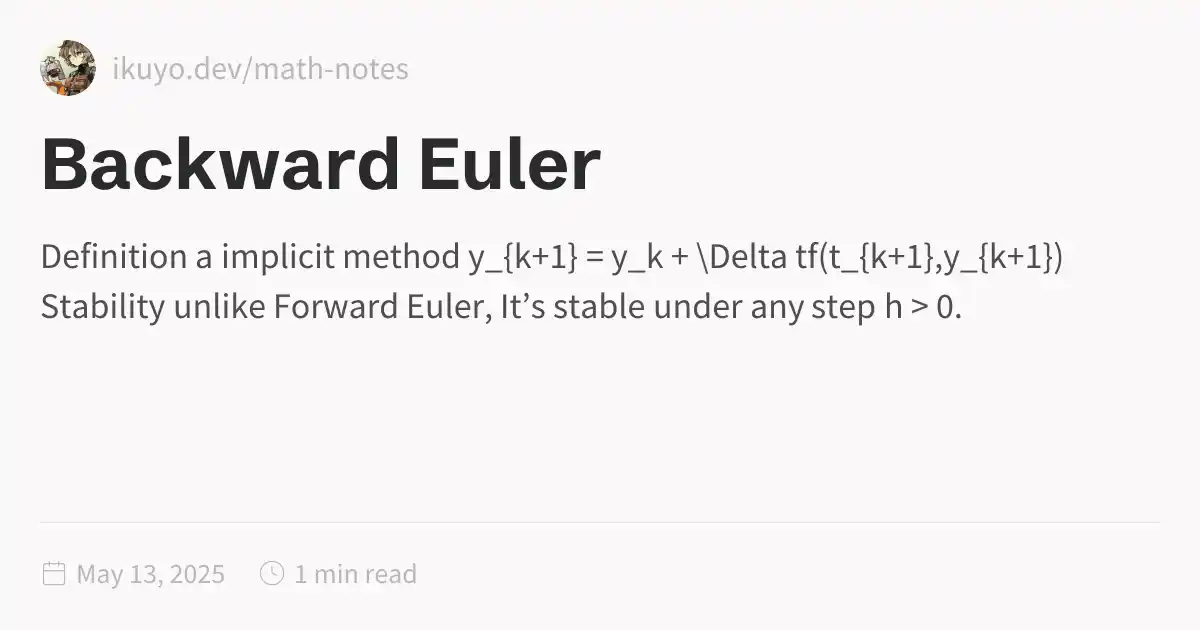 ikuyo.dev/math-notes
Backward Euler
Definition a implicit method y_{k+1} = y_k + \Delta tf(t_{k+1},y_{k+1})
Stability unlike Forward Euler, It’s stable under any step h > 0.
May 13, 2025
1 min read